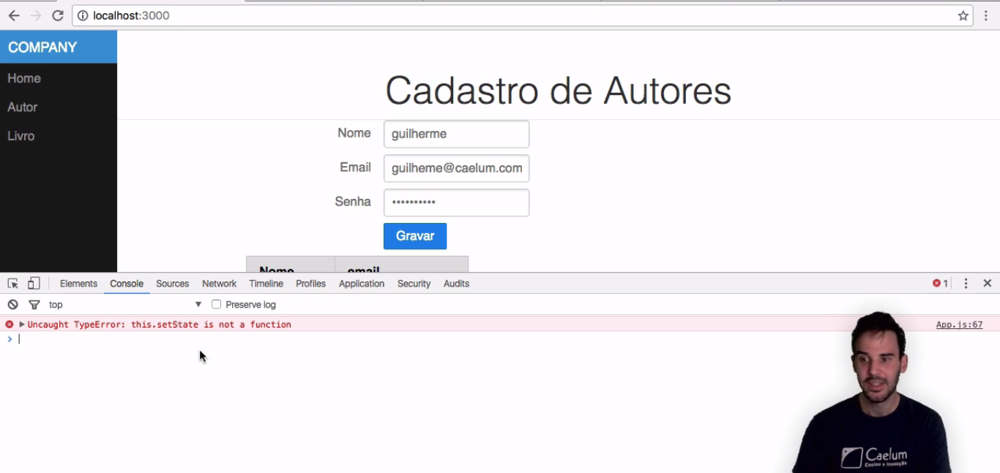 localhost:3000
COMPANY
Home
Autor
Livro
Cadastro de Autores
Nome guilherme
Email guilheme@caelum.com
Senha ••••••••••
Gravar
Nome email
Elements Console Sources Network Timeline Profiles Application Security Audits 1
top Preserve log
Uncaught TypeError: this.setState is not a function App.js:67
Caelum
Ensino e Inovação